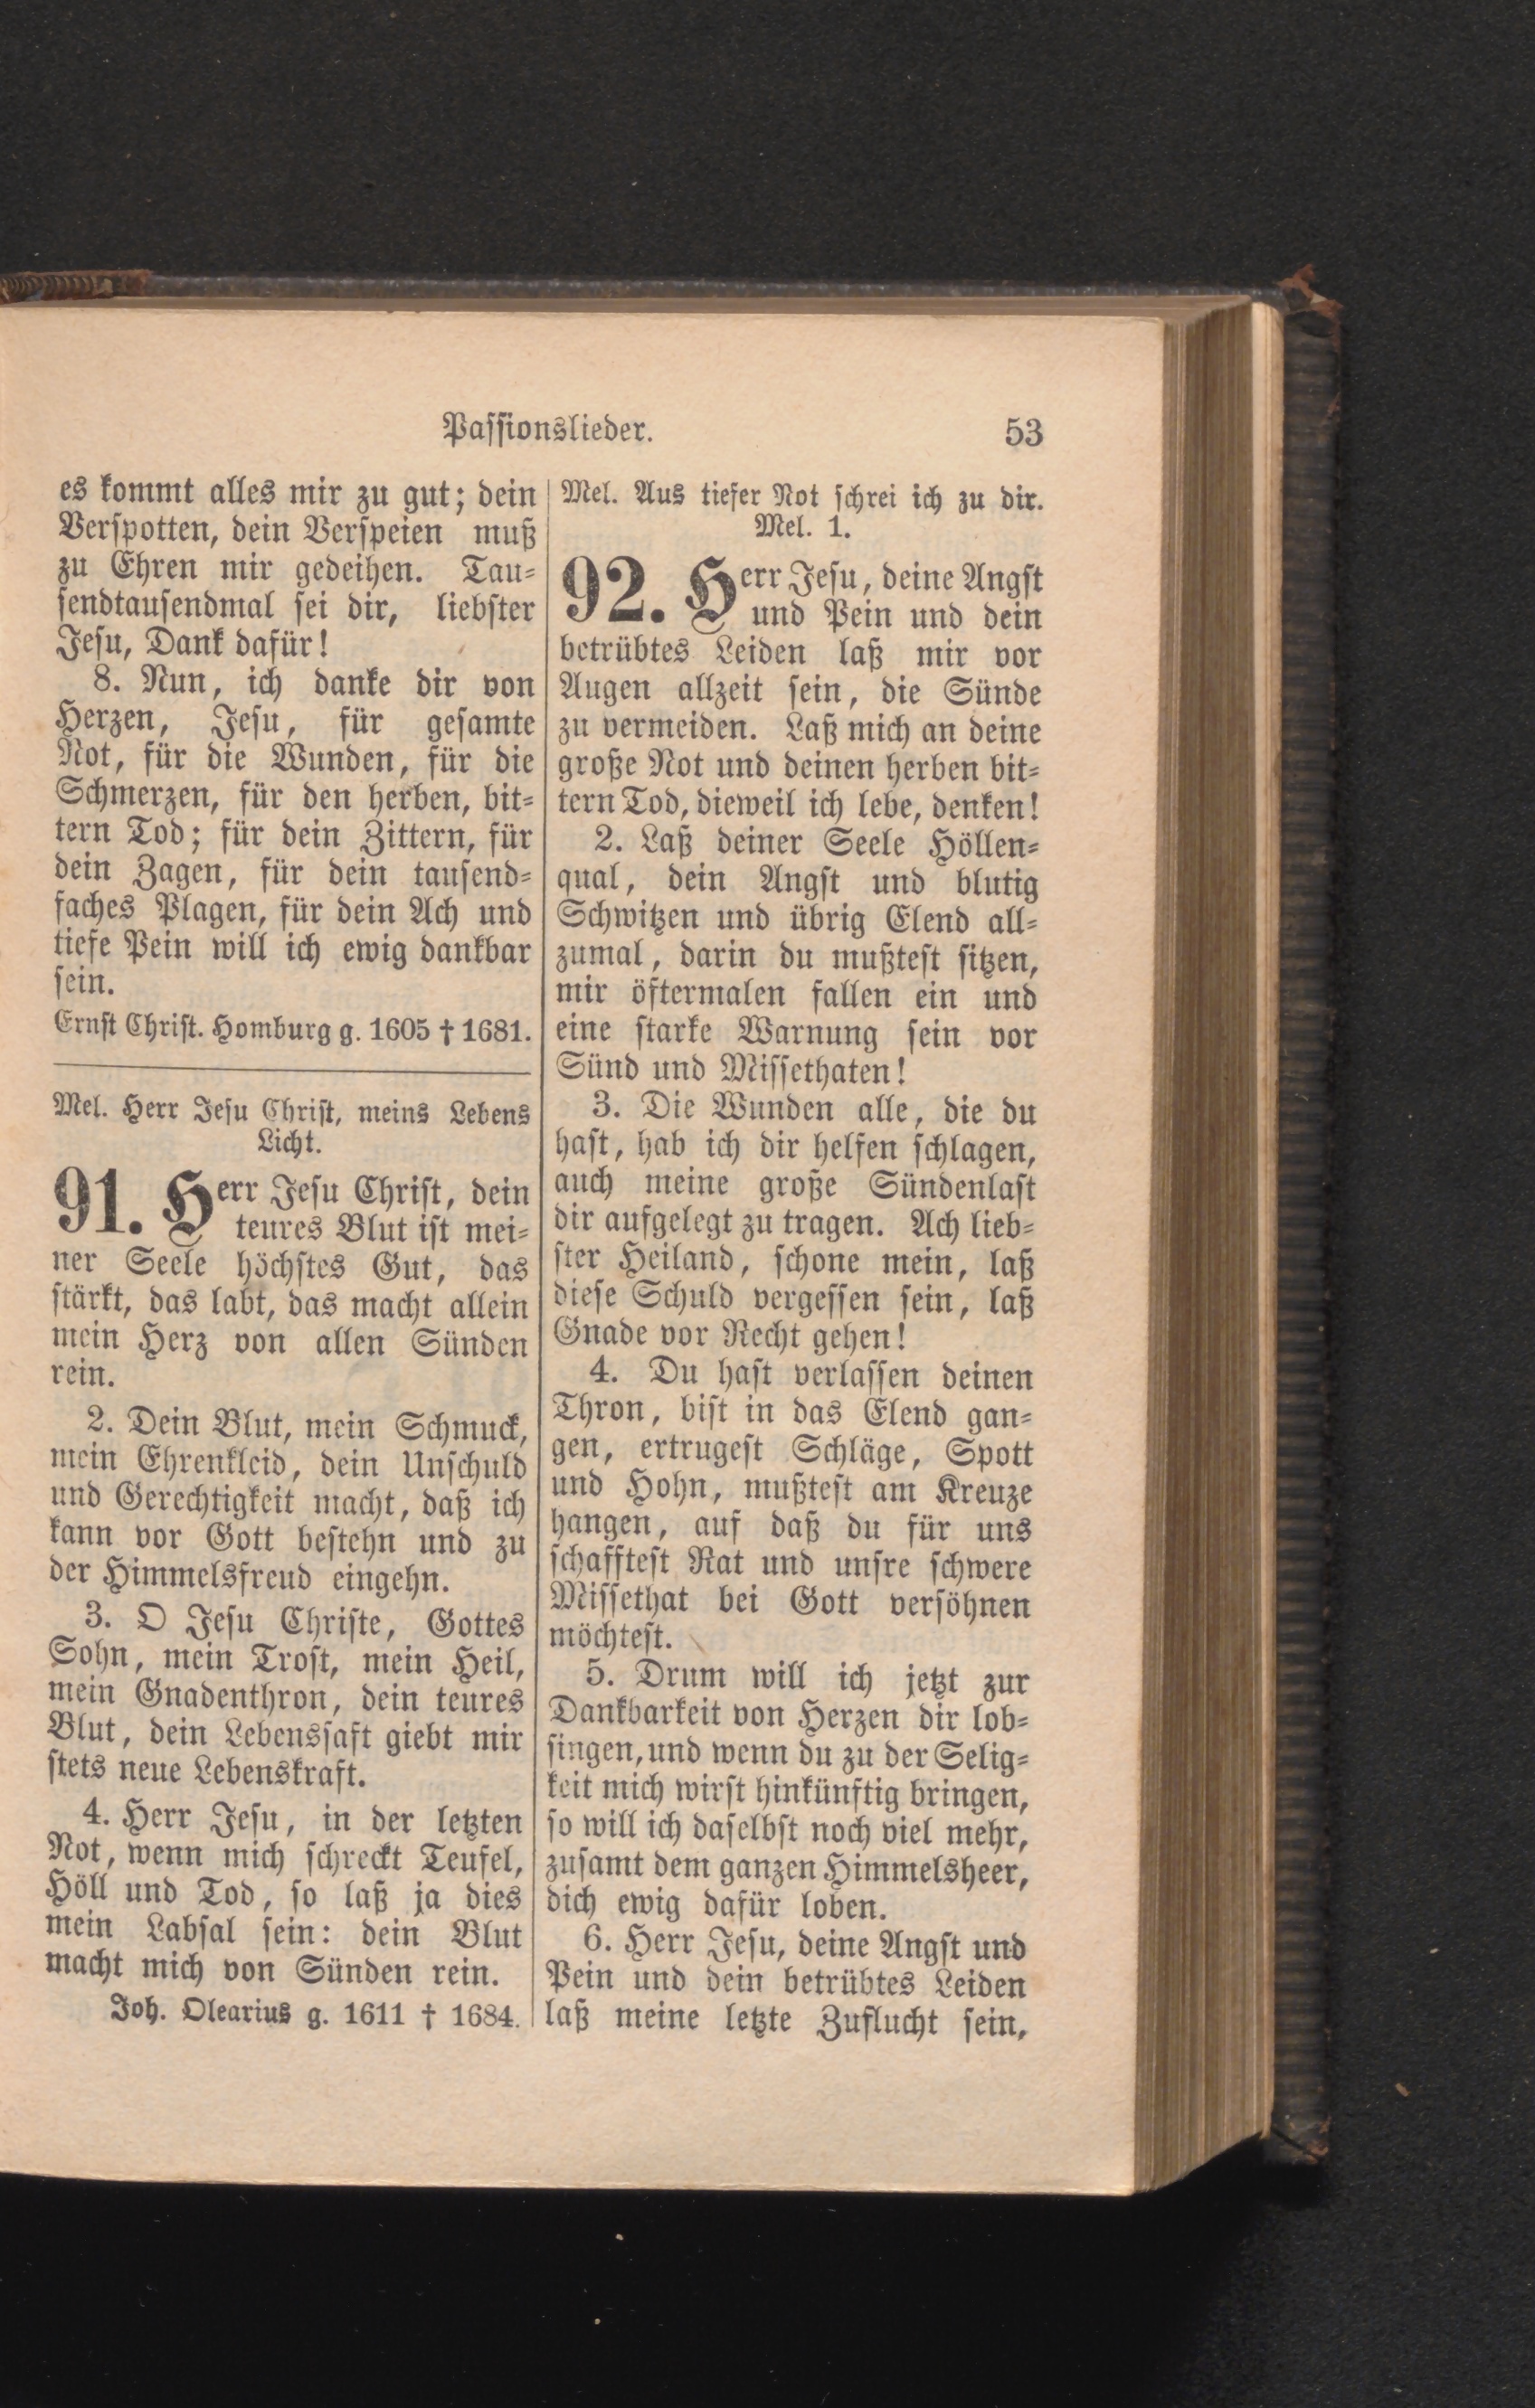 Passionslieder.
53
es kommt alles mir zu gut; dein
Verspotten, dein Verspeien muß
zu Ehren mir gedeihen. Tau-
sendtausendmal sei dir, liebster
Jesu, Dank dafür!
8. Nun, ich danke dir von
Herzen, Jesu, für gesamte
Not, für die Wunden, für die
Schmerzen, für den herben, bit-
tern Tod; für dein Zittern, für
dein Zagen, für dein tausend-
faches Plagen, für dein Ach und
tiefe Pein will ich ewig dankbar
sein.
Ernst Christ. Homburg g. 1605 † 1681.
Mel. Herr Jesu Christ, meins Lebens
Licht.
91. Herr Jesu Christ, dein
teures Blut ist mei-
ner Seele höchstes Gut, das
stärkt, das labt, das macht allein
mein Herz von allen Sünden
rein.
2. Dein Blut, mein Schmuck,
mein Ehrenkleid, dein Unschuld
und Gerechtigkeit macht, daß ich
kann vor Gott bestehn und zu
der Himmelsfreud eingehn.
3. O Jesu Christe, Gottes
Sohn, mein Trost, mein Heil,
mein Gnadenthron, dein teures
Blut, dein Lebenssaft giebt mir
stets neue Lebenskraft.
4. Herr Jesu, in der letzten
Not, wenn mich schreckt Teufel,
Höll und Tod, so laß ja dies
mein Labsal sein: dein Blut
macht mich von Sünden rein.
Joh. Olearius g. 1611 † 1684.
Mel. Aus tiefer Not schrei ich zu dir.
Mel. 1.
92. Herr Jesu, deine Angst
und Pein und dein
betrübtes Leiden laß mir vor
Augen allzeit sein, die Sünde
zu vermeiden. Laß mich an deine
große Not und deinen herben bit-
tern Tod, dieweil ich lebe, denken!
2. Laß deiner Seele Höllen-
qual, dein Angst und blutig
Schwitzen und übrig Elend all-
zumal, darin du mußtest sitzen,
mir öftermalen fallen ein und
eine starke Warnung sein vor
Sünd und Missethaten!
3. Die Wunden alle, die du
hast, hab ich dir helfen schlagen,
auch meine große Sündenlast
dir aufgelegt zu tragen. Ach lieb-
ster Heiland, schone mein, laß
diese Schuld vergessen sein, laß
Gnade vor Recht gehen!
4. Du hast verlassen deinen
Thron, bist in das Elend gan-
gen, ertrugest Schläge, Spott
und Hohn, mußtest am Kreuze
hangen, auf daß du für uns
schafftest Rat und unsre schwere
Missethat bei Gott versöhnen
möchtest.
5. Drum will ich jetzt zur
Dankbarkeit von Herzen dir lob-
singen, und wenn du zu der Selig-
keit mich wirst hinkünftig bringen,
so will ich daselbst noch viel mehr,
zusamt dem ganzen Himmelsheer,
dich ewig dafür loben.
6. Herr Jesu, deine Angst und
Pein und dein betrübtes Leiden
laß meine letzte Zuflucht sein,